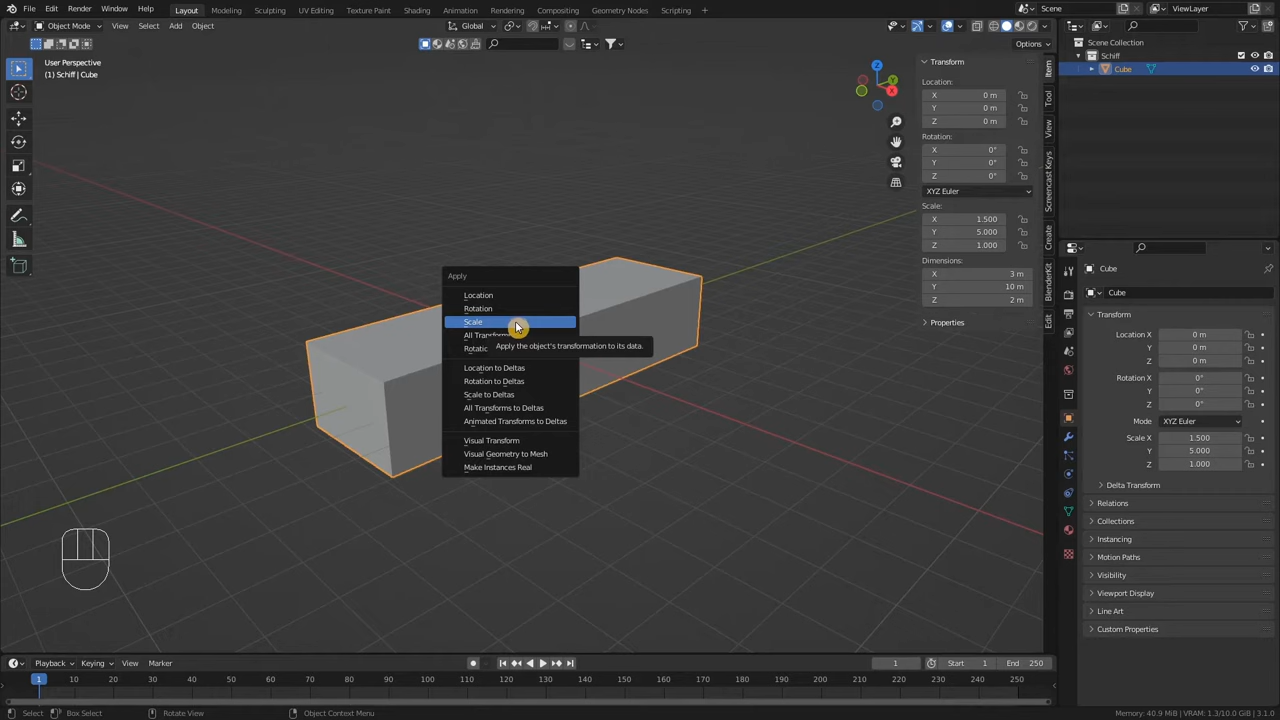 File Edit Render Window Help Layout Modeling Sculpting UV Editing Texture Paint Shading Animation Rendering Compositing Geometry Nodes Scripting + Scene ViewLayer
Object Mode View Select Add Object Global
Options
User Perspective
(1) Schiff | Cube
Scene Collection
Schiff
Cube
Transform
Location:
X 0 m
Y 0 m
Z 0 m
Rotation:
X 0°
Y 0°
Z 0°
XYZ Euler
Scale:
X 1.500
Y 5.000
Z 1.000
Dimensions:
X 3 m
Y 10 m
Z 2 m
Properties
Item
Tool
View
Screencast Keys
Create
BlenderKit
Edit
Z
Y
X
Apply
Location
Rotation
Scale
All Transforms
Rotatio
Apply the object's transformation to its data.
Location to Deltas
Rotation to Deltas
Scale to Deltas
All Transforms to Deltas
Animated Transforms to Deltas
Visual Transform
Visual Geometry to Mesh
Make Instances Real
Cube
Cube
Transform
Location X 0 m
Y 0 m
Z 0 m
Rotation X 0°
Y 0°
Z 0°
Mode XYZ Euler
Scale X 1.500
Y 5.000
Z 1.000
Delta Transform
Relations
Collections
Instancing
Motion Paths
Visibility
Viewport Display
Line Art
Custom Properties
Playback Keying View Marker 1 Start 1 End 250
1 10 20 30 40 50 60 70 80 90 100 110 120 130 140 150 160 170 180 190 200 210 220 230 240 250
Select Box Select Rotate View Object Context Menu Memory: 40.9 MiB | VRAM: 1.3/10.0 GiB | 3.1.0